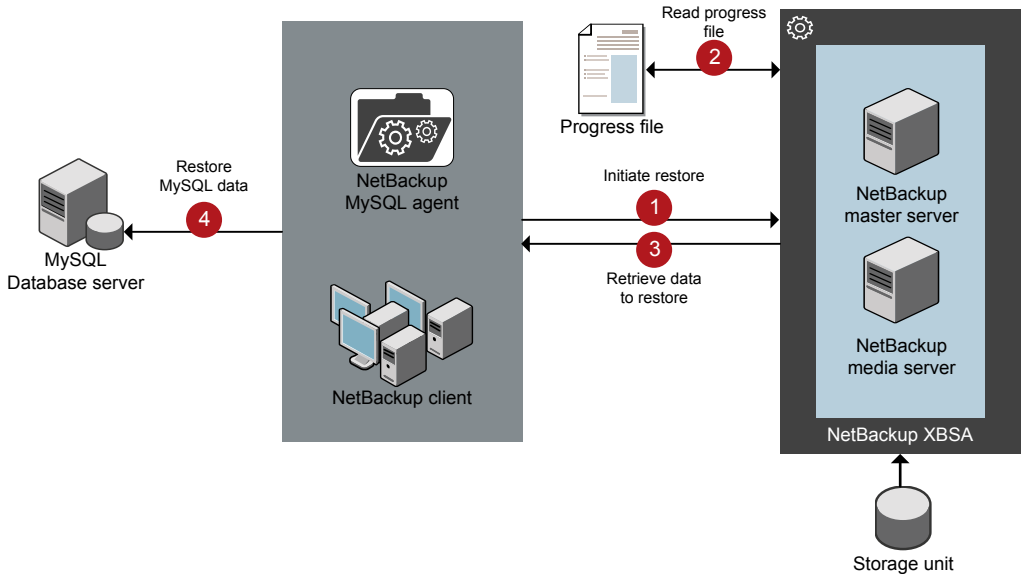 Read progress
file
2
Progress file
NetBackup
MySQL agent
Restore
MySQL data
4
MySQL
Database server
Initiate restore
1
3
Retrieve data
to restore
NetBackup client
NetBackup
master server
NetBackup
media server
NetBackup XBSA
Storage unit